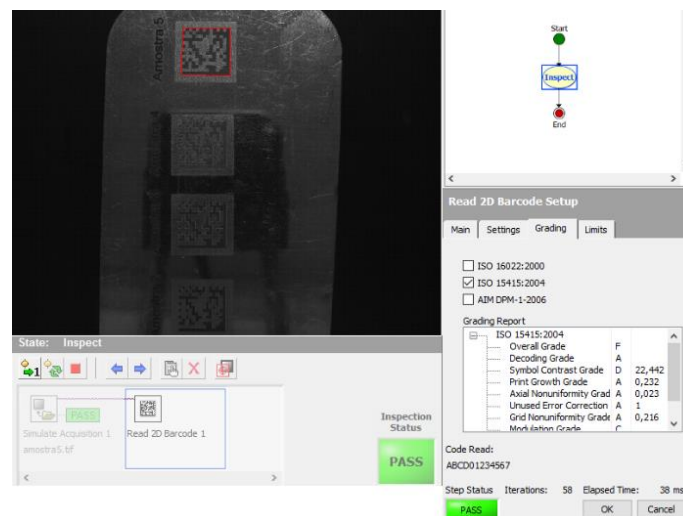 Amostra 5
Start
Inspect
End
Read 2D Barcode Setup
Main Settings Grading Limits
ISO 16022:2000
ISO 15415:2004
AIM DPM-1-2006
Grading Report
ISO 15415:2004
Overall Grade F
Decoding Grade A
Symbol Contrast Grade D 22,442
Print Growth Grade A 0,232
Axial Nonuniformity Grad A 0,023
Unused Error Correction A 1
Grid Nonuniformity Grade A 0,216
Modulation Grade C
Code Read:
ABCD01234567
Step Status Iterations: 58 Elapsed Time: 38 ms
PASS OK Cancel
State: Inspect
1
PASS
Simulate Acquisition 1 Read 2D Barcode 1
amostra5.tif
Inspection
Status
PASS